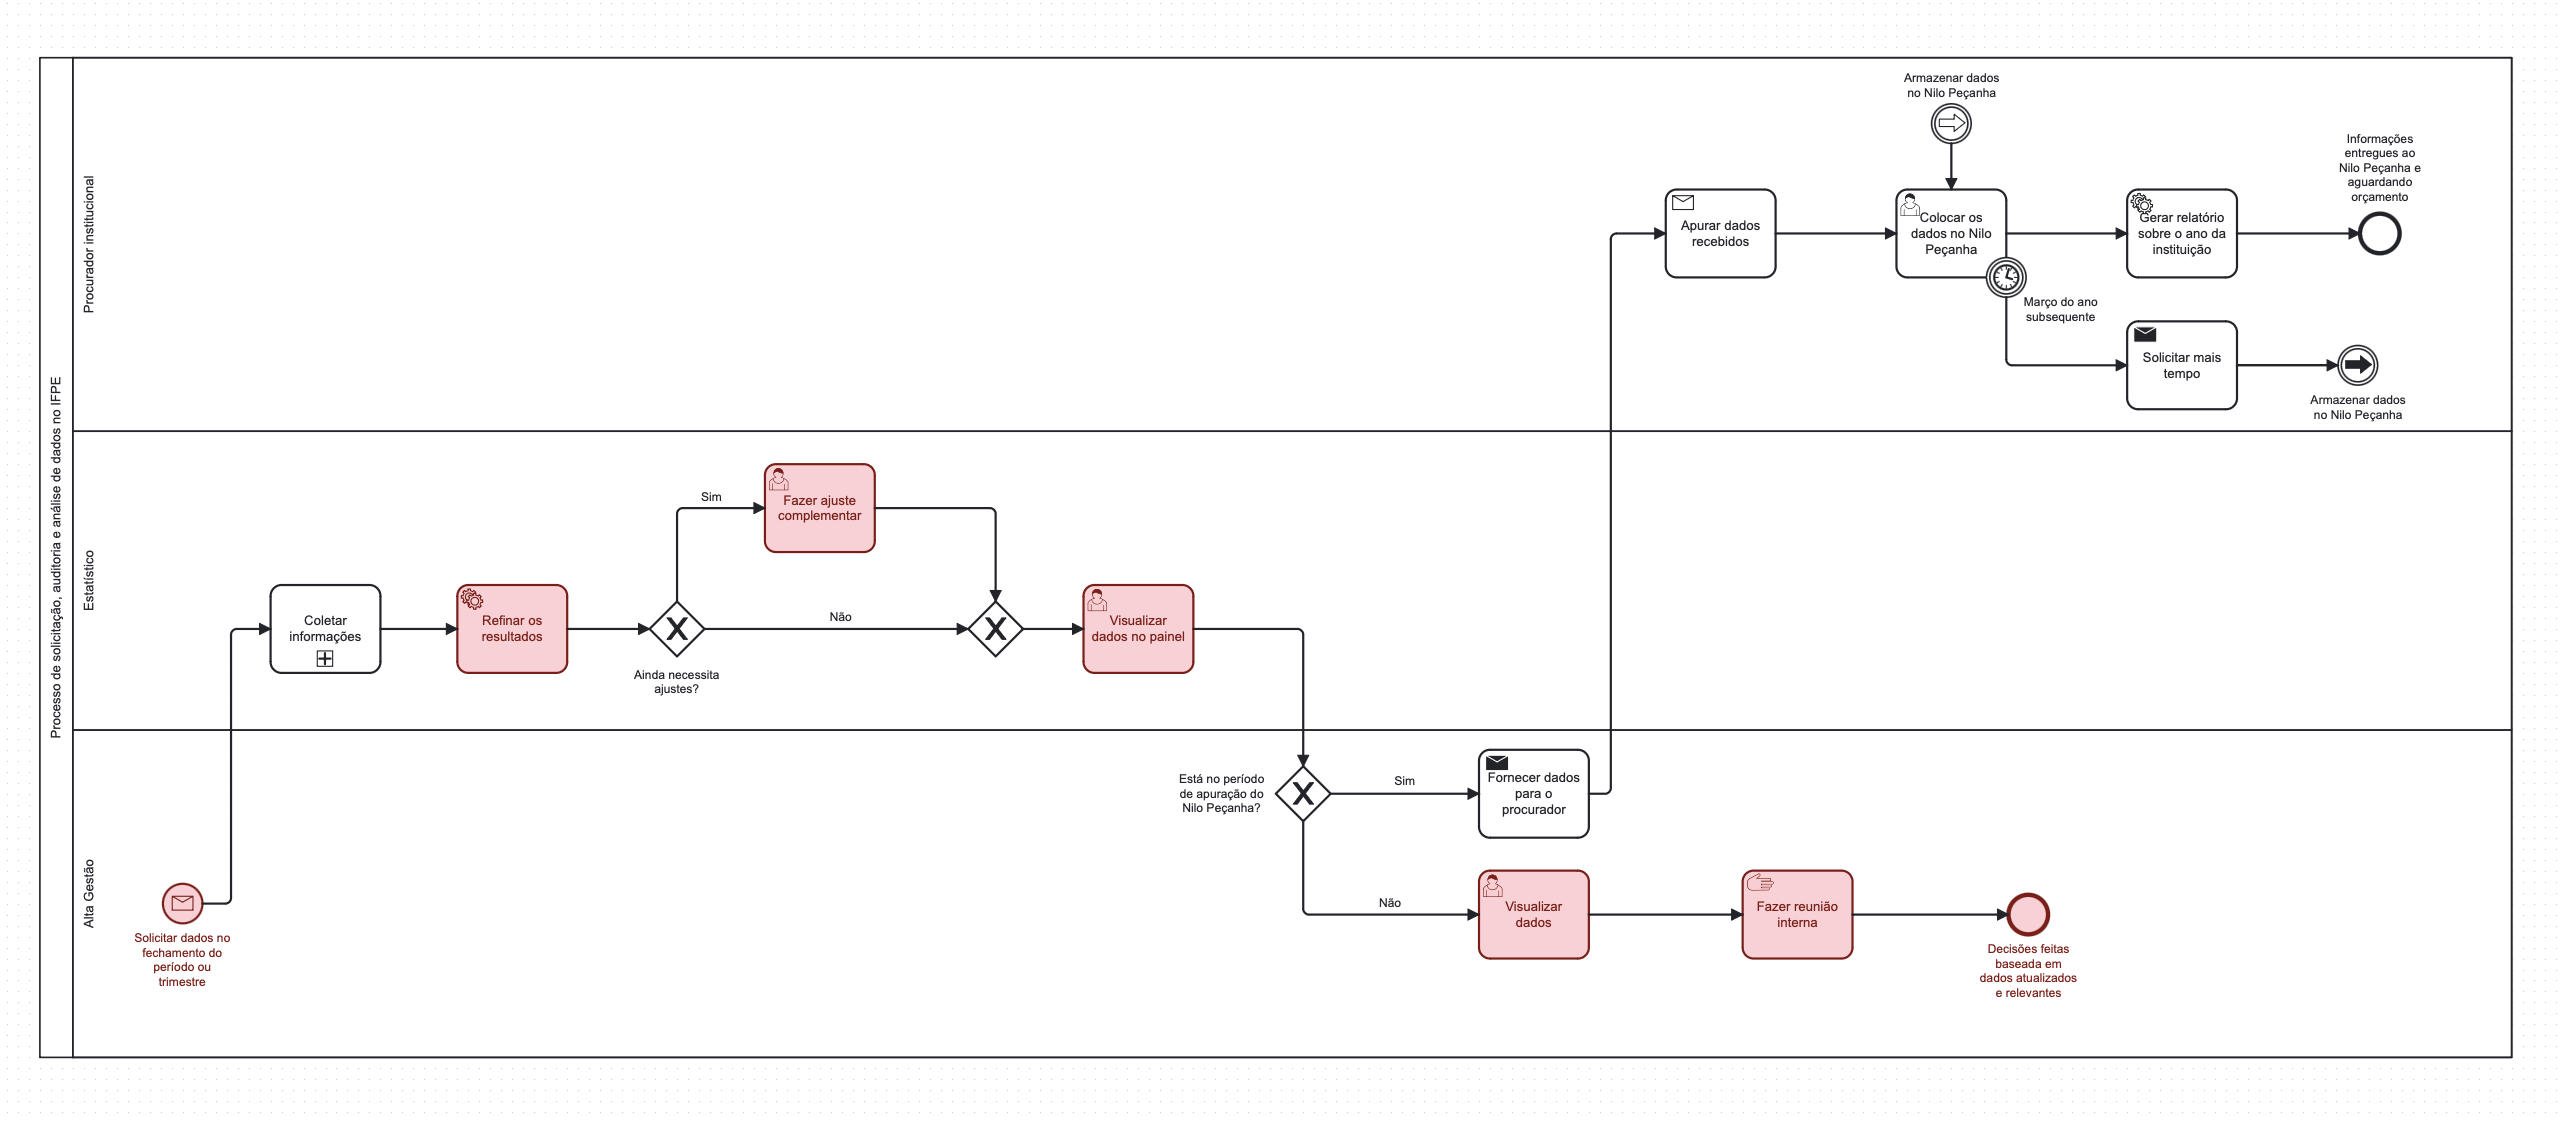 Processo de solicitação, auditoria e análise de dados no IFPE
Procurador institucional
Armazenar dados
no Nilo Peçanha
Informações
entregues ao
Nilo Peçanha e
aguardando
orçamento
Apurar dados
recebidos
Colocar os
dados no Nilo
Peçanha
Gerar relatório
sobre o ano da
instituição
Março do ano
subsequente
Solicitar mais
tempo
Armazenar dados
no Nilo Peçanha
Estatístico
Sim
Fazer ajuste
complementar
Coletar
informações
Refinar os
resultados
Ainda necessita
ajustes?
Não
Visualizar
dados no painel
Alta Gestão
Está no período
de apuração do
Nilo Peçanha?
Sim
Fornecer dados
para o
procurador
Não
Visualizar
dados
Fazer reunião
interna
Solicitar dados no
fechamento do
período ou
trimestre
Decisões feitas
baseada em
dados atualizados
e relevantes